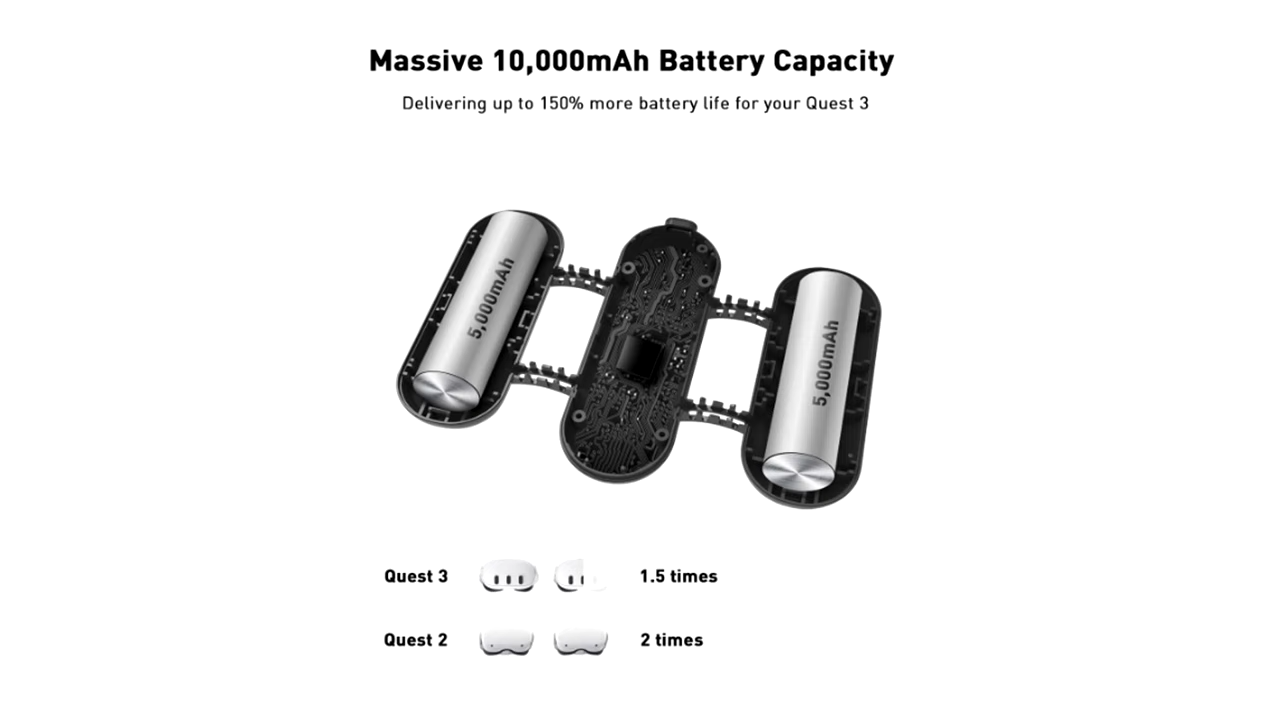 Massive 10,000mAh Battery Capacity
Delivering up to 150% more battery life for your Quest 3
5,000mAh
5,000mAh
Quest 3 1.5 times
Quest 2 2 times